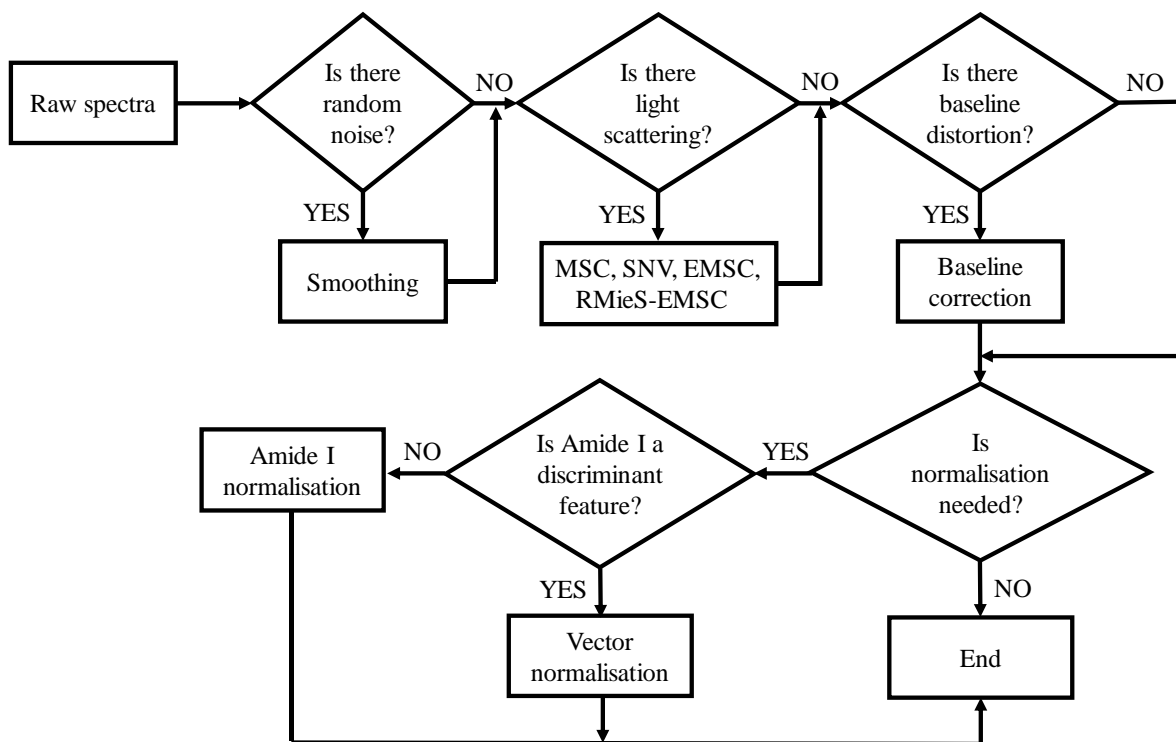 Raw spectra
Is there
random
noise?
NO
YES
Smoothing
Is there
light
scattering?
NO
YES
MSC, SNV, EMSC,
RMieS-EMSC
Is there
baseline
distortion?
NO
YES
Baseline
correction
Is
normalisation
needed?
YES
NO
End
Is Amide I a
discriminant
feature?
NO
YES
Amide I
normalisation
Vector
normalisation